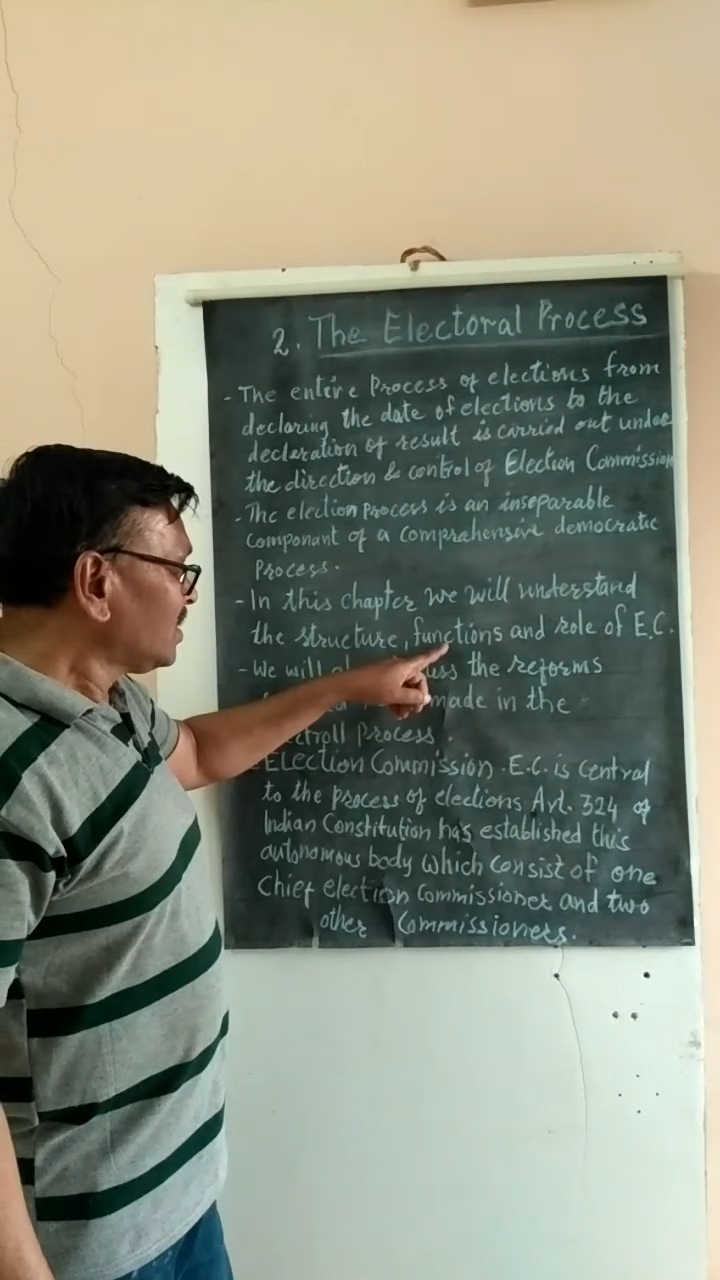 2. The Electoral Process
- The entire Process of elections from
declaring the date of elections to the
decleration of result is carried out under
the direction & control of Election Commission
- The election process is an inseparable
componant of a comprehensive democratic
Process.
- In this chapter we will understand
the structure, functions and role of E.C.
- We will the reforms
made in the
Process.
Election Commission. E.C. is central
to the process of elections Art. 324 of
Indian Constitution has established this
autonomous body which consist of one
Chief election Commissioner and two
other Commissioners.